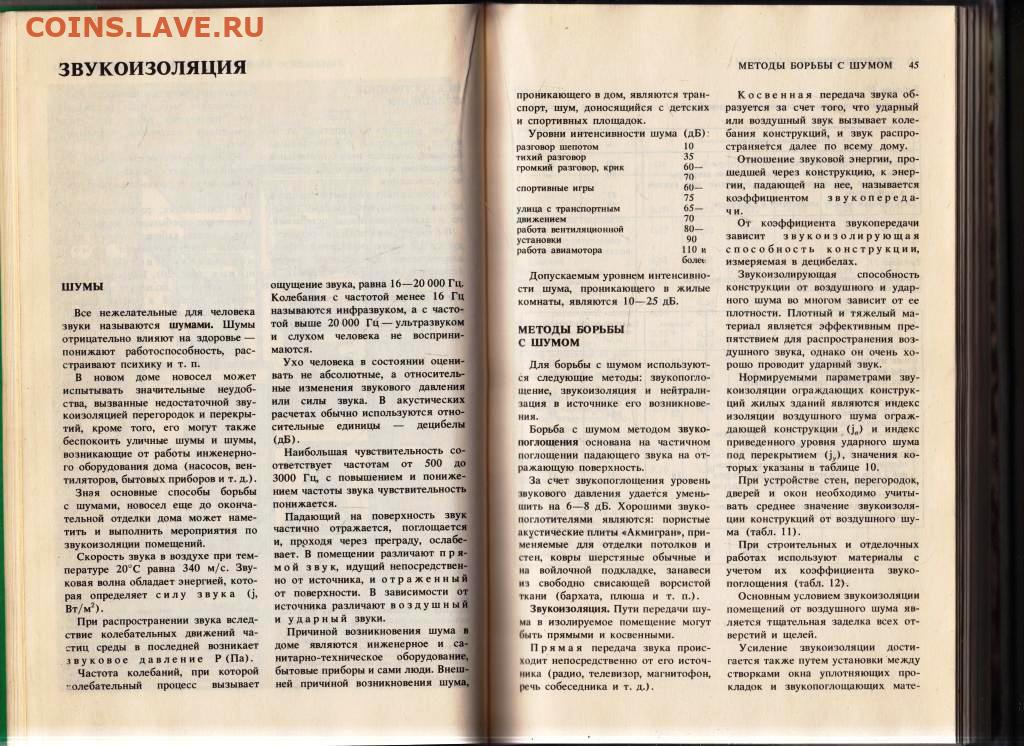 COINS.LAVE.RU
ЗВУКОИЗОЛЯЦИЯ
ШУМЫ
Все нежелательные для человека
звуки называются шумами. Шумы
отрицательно влияют на здоровье —
понижают работоспособность, рас-
страивают психику и т. п.
В новом доме новосел может
испытывать значительные неудоб-
ства, вызванные недостаточной зву-
коизоляцией перегородок и перекры-
тий, кроме того, его могут также
беспокоить уличные шумы и шумы,
возникающие от работы инженерно-
го оборудования дома (насосов, вен-
тиляторов, бытовых приборов и т. д.).
Зная основные способы борьбы
с шумами, новосел еще до оконча-
тельной отделки дома может наме-
тить и выполнить мероприятия по
звукоизоляции помещений.
Скорость звука в воздухе при тем-
пературе 20°С равна 340 м/с. Зву-
ковая волна обладает энергией, кото-
рая определяет силу звука (j,
Вт/м²).
При распространении звука вслед-
ствие колебательных движений ча-
стиц среды в последней возникает
звуковое давление P (Па).
Частота колебаний, при которой
колебательный процесс вызывает
ощущение звука, равна 16—20 000 Гц.
Колебания с частотой менее 16 Гц
называются инфразвуком, а с часто-
той выше 20 000 Гц — ультразвуком
и слухом человека не восприни-
маются.
Ухо человека в состоянии оцени-
вать не абсолютные, а относитель-
ные изменения звукового давления
или силы звука. В акустических
расчетах обычно используются отно-
сительные единицы — децибелы
(дБ).
Наибольшая чувствительность со-
ответствует частотам от 500 до
3000 Гц, с повышением и пониже-
нием частоты звука чувствительность
понижается.
Падающий на поверхность звук
частично отражается, поглощается
и, проходя через преграду, ослабе-
вает. В помещении различают пря-
мой звук, идущий непосредствен-
но от источника, и отраженный
от поверхности. В зависимости от
источника различают воздушный
и ударный звуки.
Причиной возникновения шума в
доме являются инженерное и са-
нитарно-техническое оборудование,
бытовые приборы и сами люди. Внеш-
ней причиной возникновения шума,
МЕТОДЫ БОРЬБЫ С ШУМОМ 45
проникающего в дом, являются тран-
спорт, шум, доносящийся с детских
и спортивных площадок.
Уровни интенсивности шума (дБ):
разговор шепотом 10
тихий разговор 35
громкий разговор, крик 60—
70
спортивные игры 60—
75
улица с транспортным 65—
движением 70
работа вентиляционной 80—
установки 90
работа авиамотора 110 и
более
Допускаемым уровнем интенсивно-
сти шума, проникающего в жилые
комнаты, являются 10—25 дБ.
МЕТОДЫ БОРЬБЫ
С ШУМОМ
Для борьбы с шумом используют-
ся следующие методы: звукопогло-
щение, звукоизоляция и нейтрали-
зация в источнике его возникнове-
ния.
Борьба с шумом методом звуко-
поглощения основана на частичном
поглощении падающего звука на от-
ражающую поверхность.
За счет звукопоглощения уровень
звукового давления удается умень-
шить на 6—8 дБ. Хорошими звуко-
поглотителями являются: пористые
акустические плиты «Акмигран», при-
меняемые для отделки потолков и
стен, ковры шерстяные обычные и
на войлочной подкладке, занавеси
из свободно свисающей ворсистой
ткани (бархата, плюша и т. п.).
Звукоизоляция. Пути передачи шу-
ма в изолируемое помещение могут
быть прямыми и косвенными.
Прямая передача звука проис-
ходит непосредственно от его источ-
ника (радио, телевизор, магнитофон,
речь собеседника и т. д.).
Косвенная передача звука об-
разуется за счет того, что ударный
или воздушный звук вызывает коле-
бания конструкций, и звук распро-
страняется далее по всему дому.
Отношение звуковой энергии, про-
шедшей через конструкцию, к энер-
гии, падающей на нее, называется
коэффициентом звукопереда-
чи.
От коэффициента звукопередачи
зависит звукоизолирующая
способность конструкции,
измеряемая в децибелах.
Звукоизолирующая способность
конструкции от воздушного и удар-
ного шума во многом зависит от ее
плотности. Плотный и тяжелый ма-
териал является эффективным пре-
пятствием для распространения воз-
душного звука, однако он очень хо-
рошо проводит ударный звук.
Нормируемыми параметрами зву-
коизоляции ограждающих конструк-
ций жилых зданий являются индекс
изоляции воздушного шума ограж-
дающей конструкции (jв) и индекс
приведенного уровня ударного шума
под перекрытием (jу), значения ко-
торых указаны в таблице 10.
При устройстве стен, перегородок,
дверей и окон необходимо учиты-
вать среднее значение звукоизоля-
ции конструкций от воздушного шу-
ма (табл. 11).
При строительных и отделочных
работах используют материалы с
учетом их коэффициента звуко-
поглощения (табл. 12).
Основным условием звукоизоляции
помещений от воздушного шума яв-
ляется тщательная заделка всех от-
верстий и щелей.
Усиление звукоизоляции дости-
гается также путем установки между
створками окна уплотняющих про-
кладок и звукопоглощающих мате-